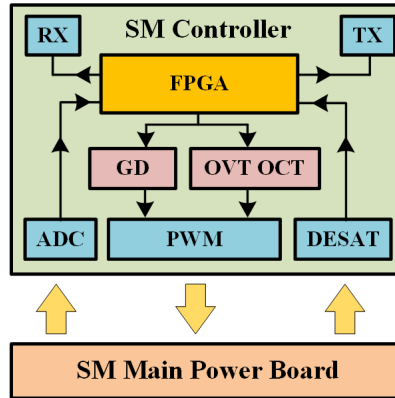 SM Controller
RX
TX
FPGA
GD
OVT OCT
ADC
PWM
DESAT
SM Main Power Board